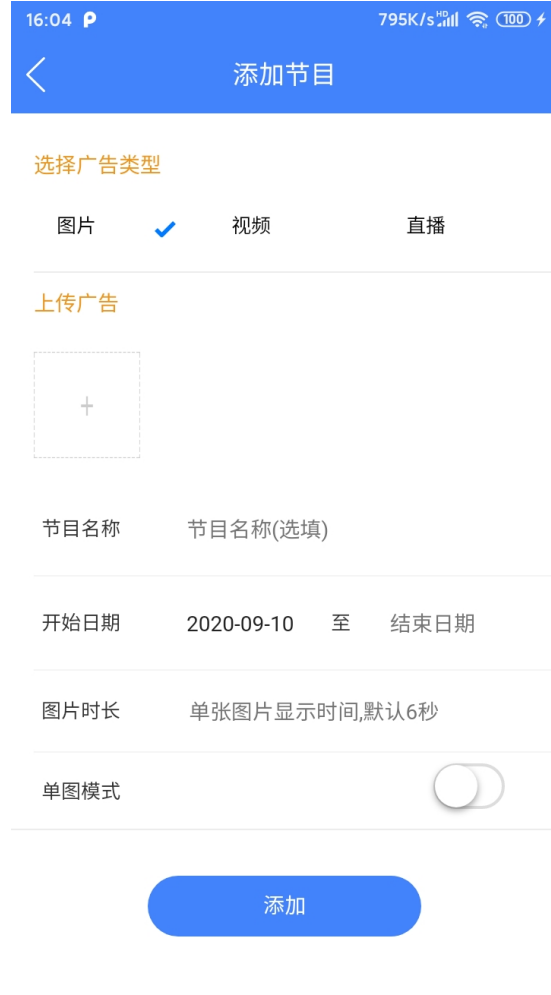 16:04 795K/s HD 100
添加节目
选择广告类型
图片 视频 直播
上传广告
+
节目名称 节目名称(选填)
开始日期 2020-09-10 至 结束日期
图片时长 单张图片显示时间,默认6秒
单图模式
添加